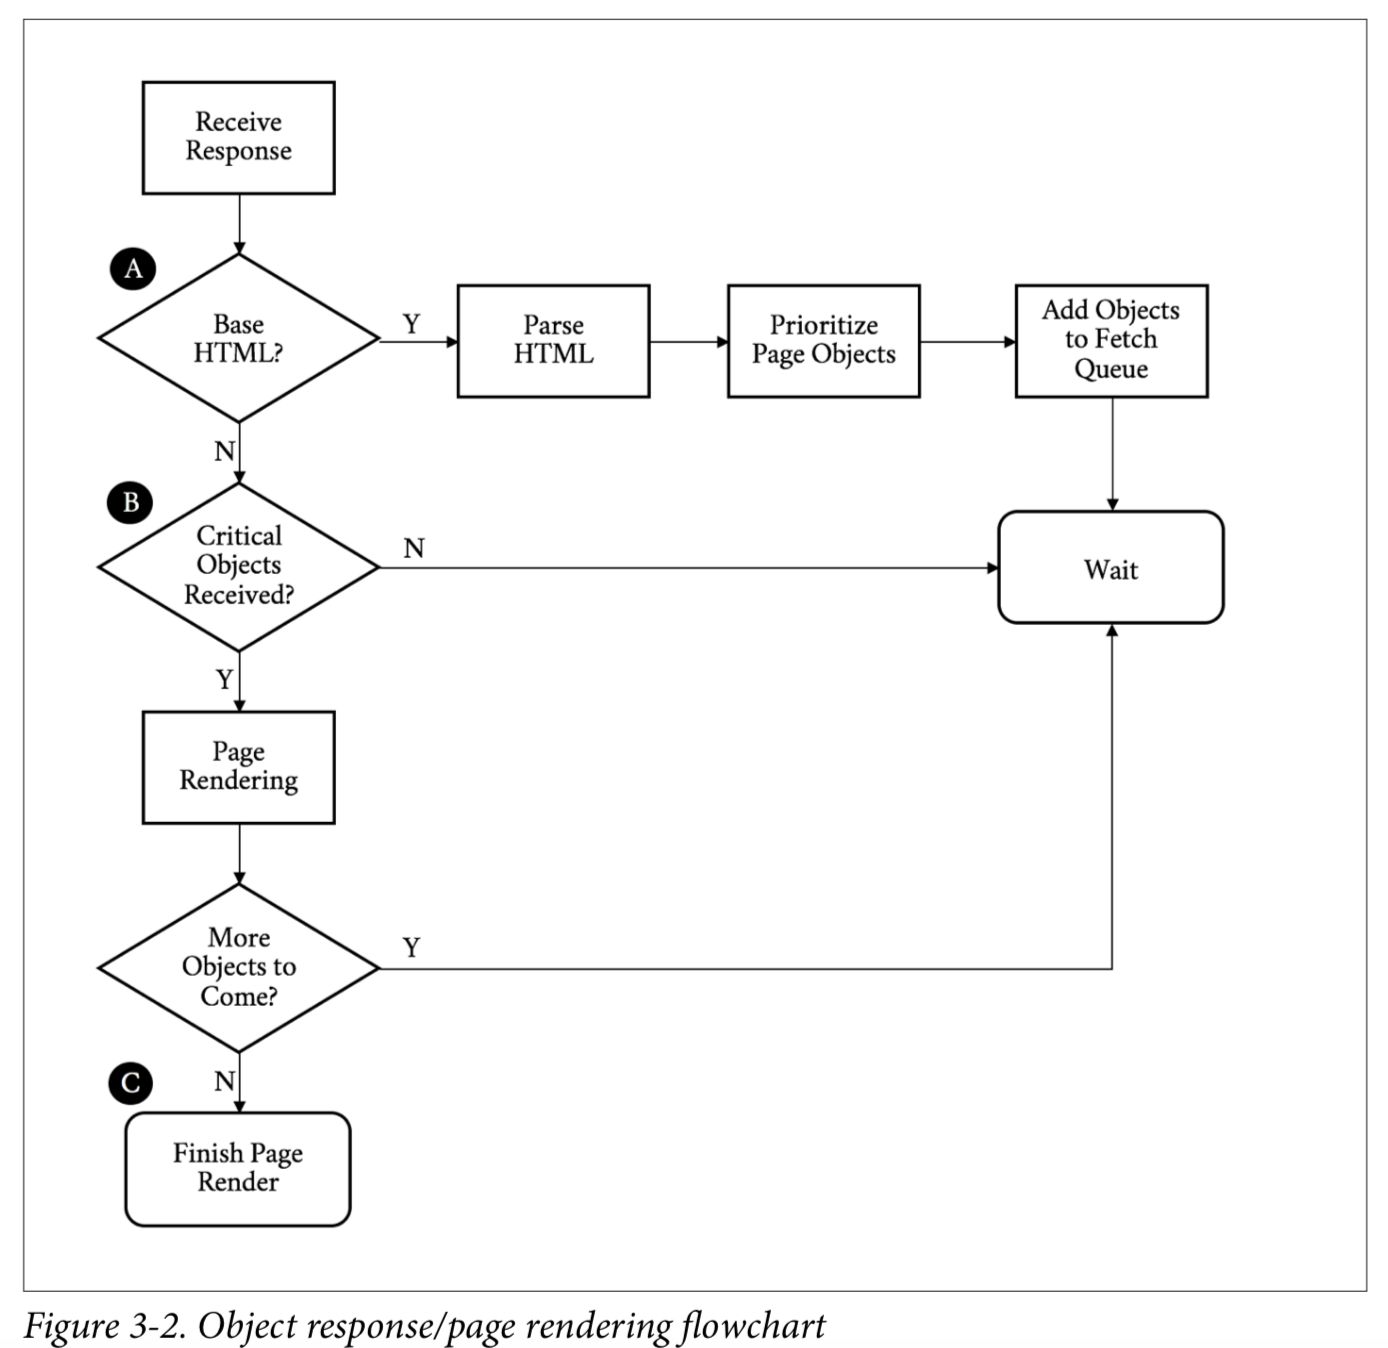 Receive
Response
A
Base
HTML?
Y
Parse
HTML
Prioritize
Page Objects
Add Objects
to Fetch
Queue
N
B
Critical
Objects
Received?
N
Wait
Y
Page
Rendering
More
Objects to
Come?
Y
C
N
Finish Page
Render
Figure 3-2. Object response/page rendering flowchart